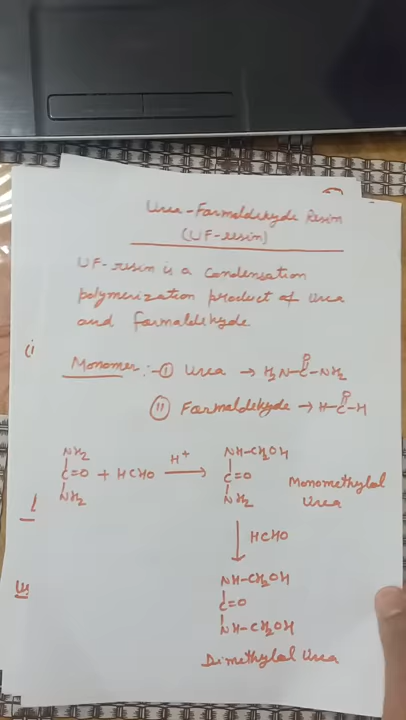 Urea-Formaldehyde Resin
(UF-resin)
UF-resin is a condensation
polymerization product of Urea
and formaldehyde
(i
Monomer :- (I) Urea → H2N-C-NH2
O
(II) Formaldehyde → H-C-H
O
NH2
C=O + HCHO
NH2
H+
NH-CH2OH
C=O
NH2
Monomethylol
Urea
HCHO
NH-CH2OH
C=O
NH-CH2OH
Dimethylol Urea